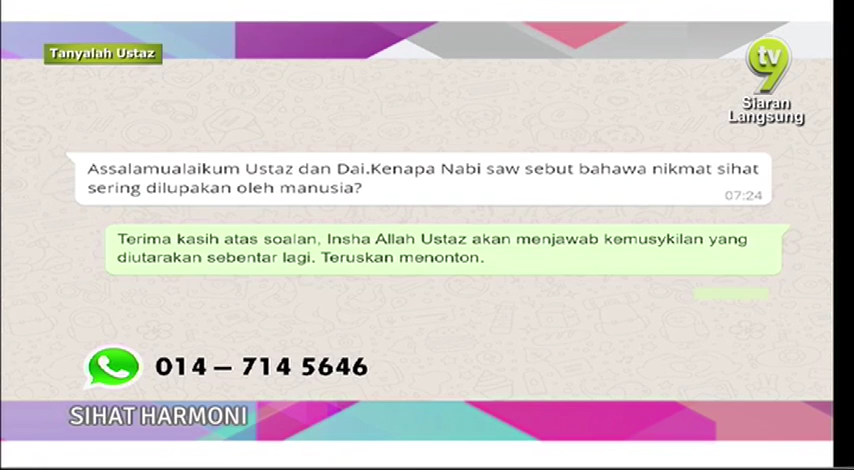 Tanyalah Ustaz
tv
9
Siaran
Langsung
Assalamualaikum Ustaz dan Dai.Kenapa Nabi saw sebut bahawa nikmat sihat
sering dilupakan oleh manusia?
07:24
Terima kasih atas soalan, Insha Allah Ustaz akan menjawab kemusykilan yang
diutarakan sebentar lagi. Teruskan menonton.
014 – 714 5646
SIHAT HARMONI